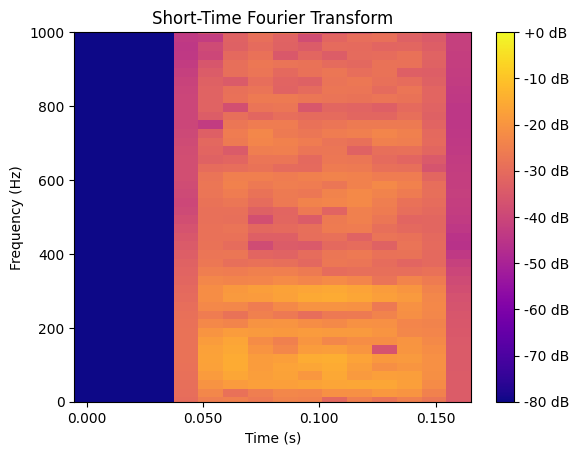 Short-Time Fourier Transform
1000
800
600
400
200
0
Frequency (Hz)
0.000
0.050
0.100
0.150
Time (s)
+0 dB
-10 dB
-20 dB
-30 dB
-40 dB
-50 dB
-60 dB
-70 dB
-80 dB